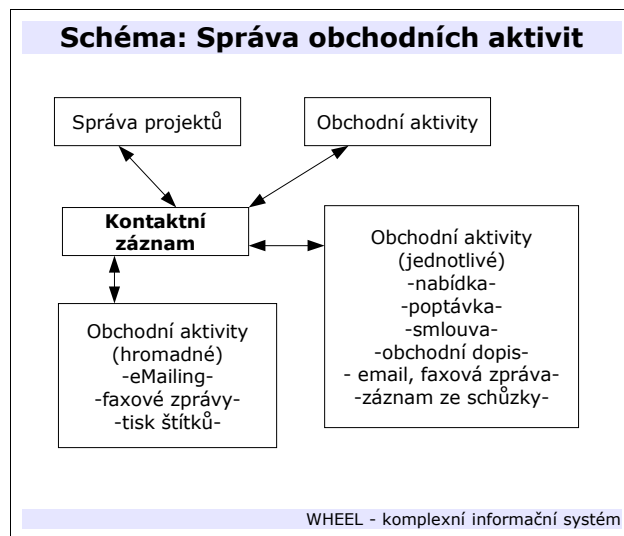 Schéma: Správa obchodních aktivit
Správa projektů
Obchodní aktivity
Kontaktní
záznam
Obchodní aktivity
(jednotlivé)
-nabídka-
-poptávka-
-smlouva-
-obchodní dopis-
- email, faxová zpráva-
-záznam ze schůzky-
Obchodní aktivity
(hromadné)
-eMailing-
-faxové zprávy-
-tisk štítků-
WHEEL - komplexní informační systém